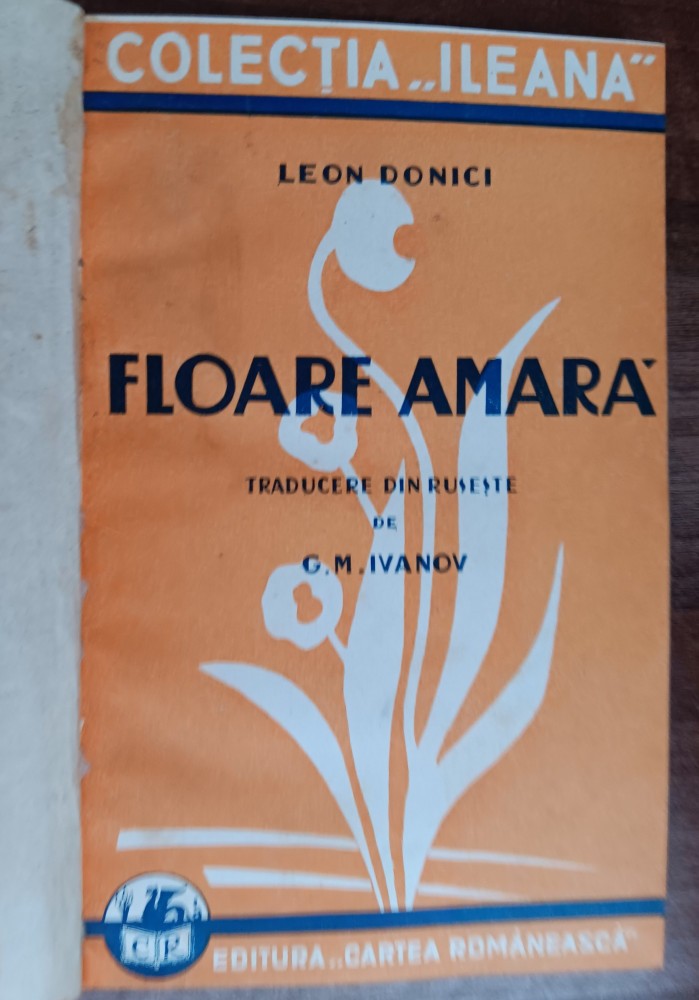 COLECȚIA „ILEANA”
LEON DONICI
FLOARE AMARĂ
TRADUCERE DIN RUSEȘTE
DE
G.M.IVANOV
C R
EDITURA „CARTEA ROMÂNEASCĂ”